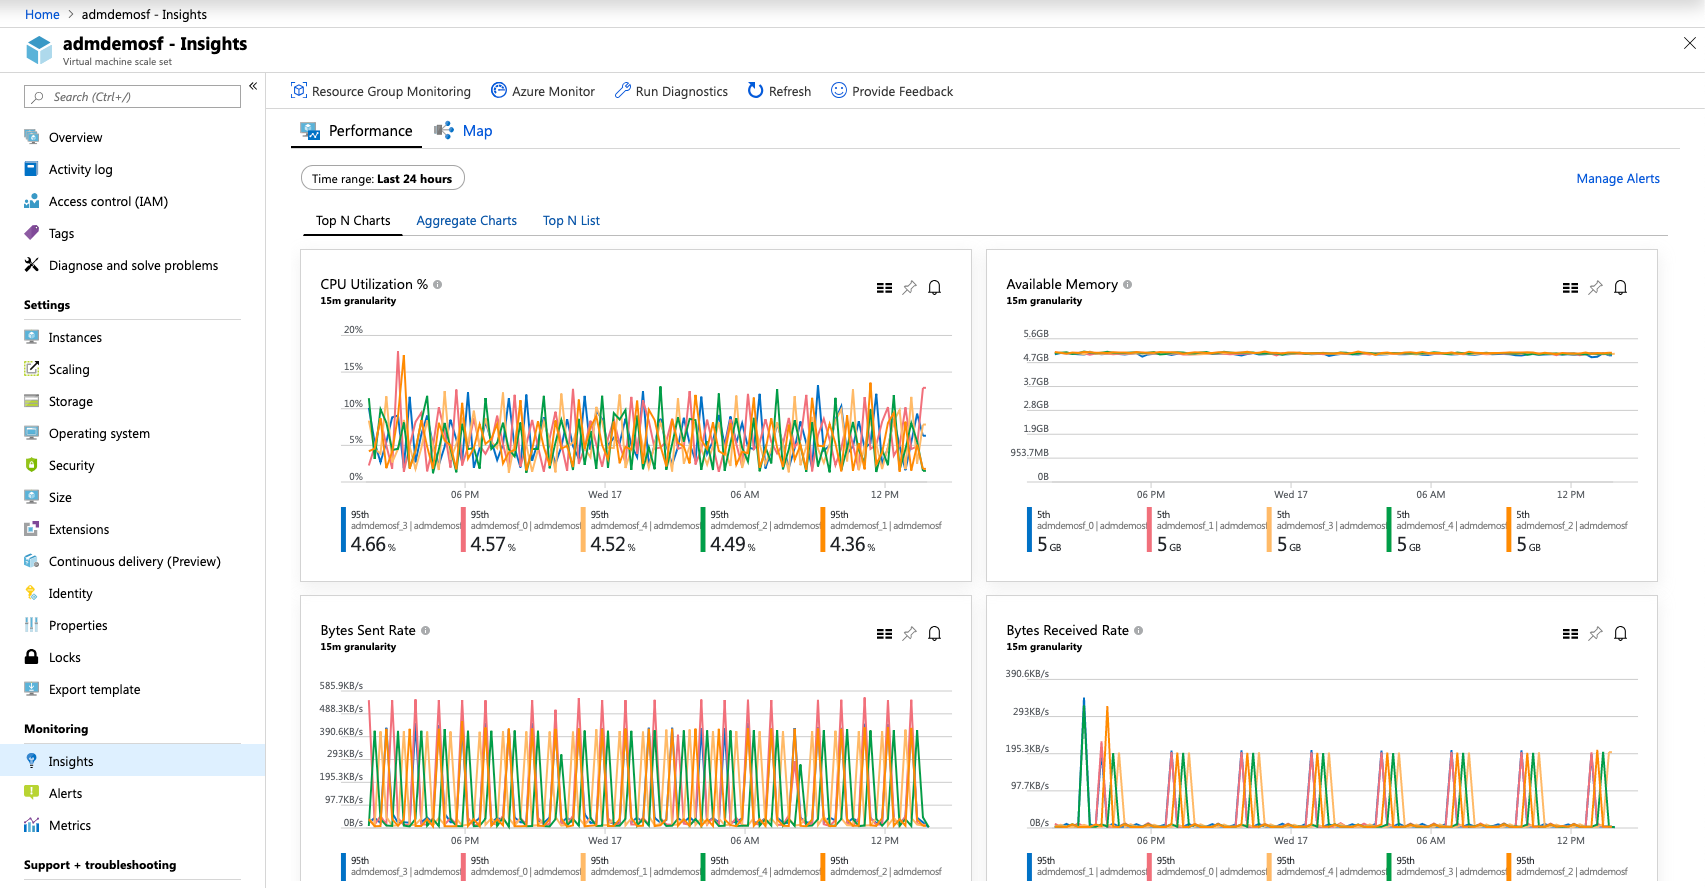 Home > admdemosf - Insights
admdemosf - Insights
Virtual machine scale set
Search (Ctrl+/)
«
Overview
Activity log
Access control (IAM)
Tags
Diagnose and solve problems
Settings
Instances
Scaling
Storage
Operating system
Security
Size
Extensions
Continuous delivery (Preview)
Identity
Properties
Locks
Export template
Monitoring
Insights
Alerts
Metrics
Support + troubleshooting
Resource Group Monitoring Azure Monitor Run Diagnostics Refresh Provide Feedback
Performance Map
Time range: Last 24 hours
Manage Alerts
Top N Charts Aggregate Charts Top N List
CPU Utilization %
15m granularity
20%
15%
10%
5%
0%
06 PM Wed 17 06 AM 12 PM
95th 95th 95th 95th 95th
admdemosf_3 | admdemosf admdemosf_0 | admdemosf admdemosf_4 | admdemosf admdemosf_2 | admdemosf admdemosf_1 | admdemosf
4.66 % 4.57 % 4.52 % 4.49 % 4.36 %
Available Memory
15m granularity
5.6GB
4.7GB
3.7GB
2.8GB
1.9GB
953.7MB
0B
06 PM Wed 17 06 AM 12 PM
5th 5th 5th 5th 5th
admdemosf_0 | admdemosf admdemosf_1 | admdemosf admdemosf_3 | admdemosf admdemosf_4 | admdemosf admdemosf_2 | admdemosf
5 GB 5 GB 5 GB 5 GB 5 GB
Bytes Sent Rate
15m granularity
585.9KB/s
488.3KB/s
390.6KB/s
293KB/s
195.3KB/s
97.7KB/s
0B/s
06 PM Wed 17 06 AM 12 PM
95th 95th 95th 95th 95th
admdemosf_3 | admdemosf admdemosf_0 | admdemosf admdemosf_1 | admdemosf admdemosf_4 | admdemosf admdemosf_2 | admdemosf
Bytes Received Rate
15m granularity
390.6KB/s
293KB/s
195.3KB/s
97.7KB/s
0B/s
06 PM Wed 17 06 AM 12 PM
95th 95th 95th 95th 95th
admdemosf_1 | admdemosf admdemosf_0 | admdemosf admdemosf_4 | admdemosf admdemosf_3 | admdemosf admdemosf_2 | admdemosf